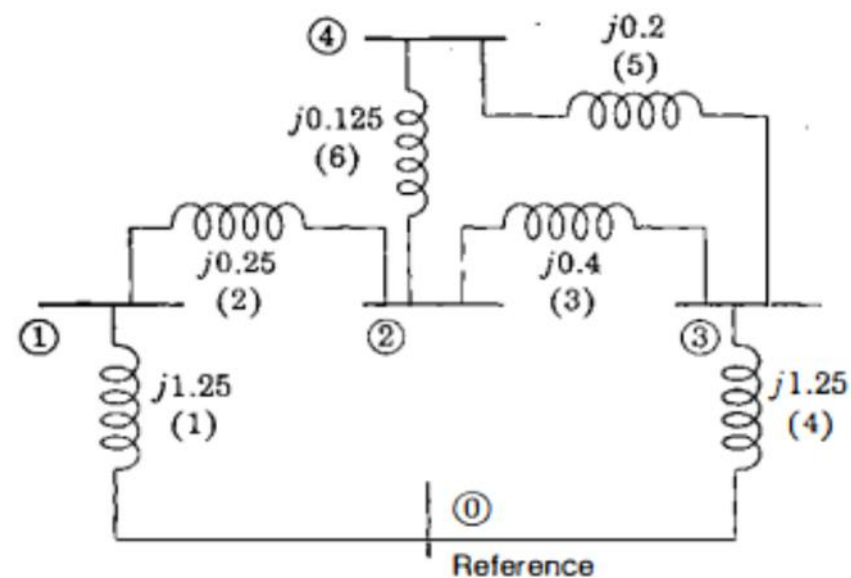 ④
j0.2
(5)
j0.125
(6)
j0.25
(2)
j0.4
(3)
①
②
③
j1.25
(1)
j1.25
(4)
⓪
Reference